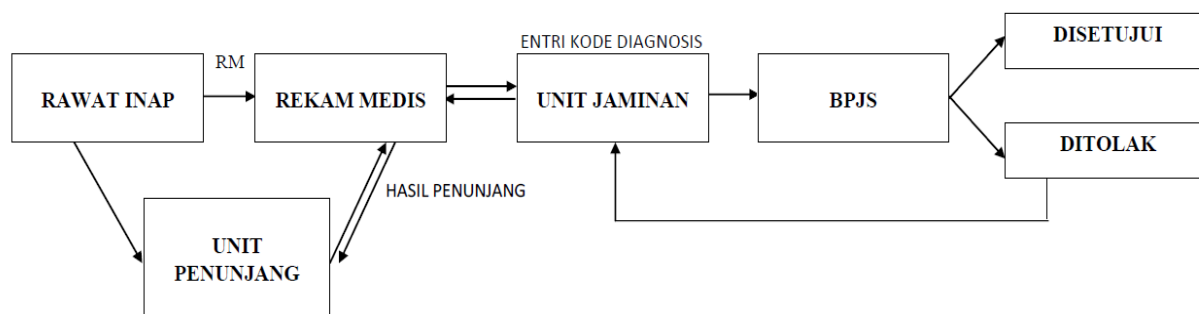 DISETUJUI
ENTRI KODE DIAGNOSIS
RM
RAWAT INAP
REKAM MEDIS
UNIT JAMINAN
BPJS
DITOLAK
HASIL PENUNJANG
UNIT
PENUNJANG